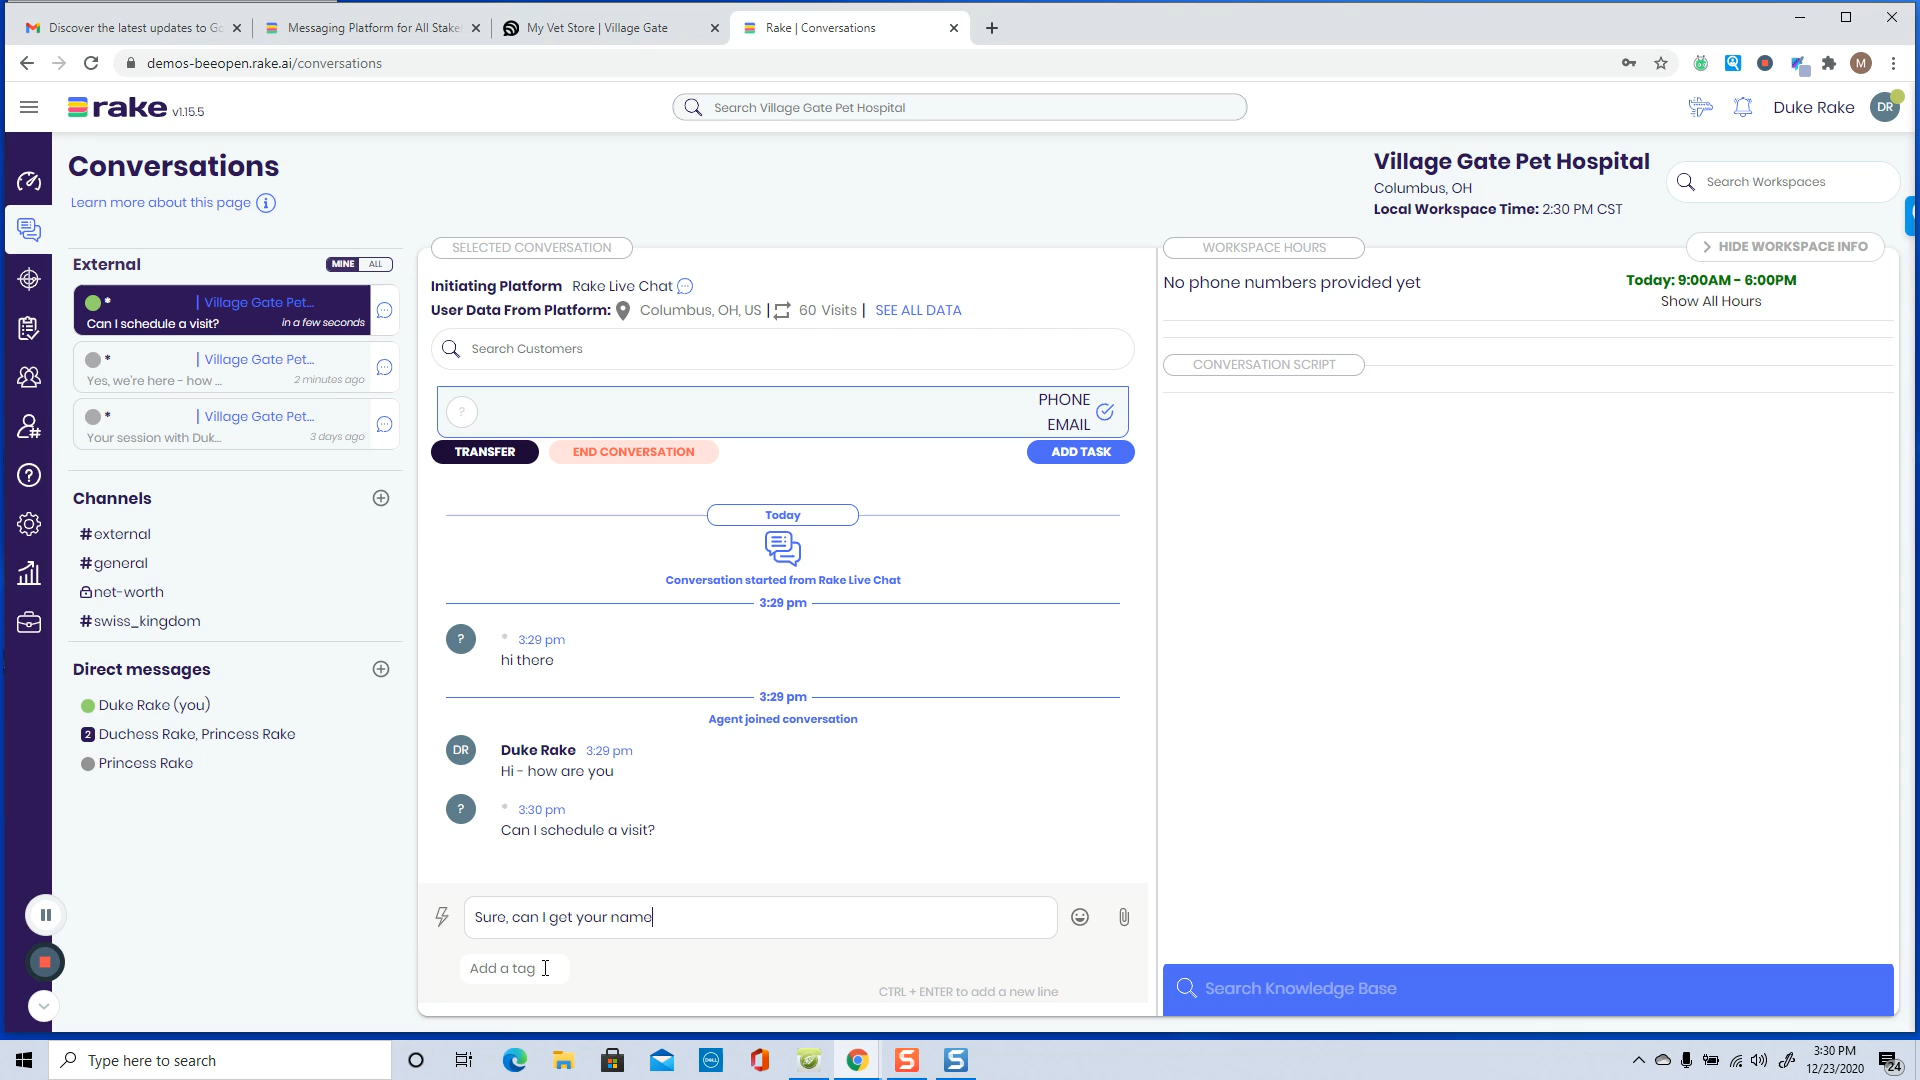 Discover the latest updates to Go
Messaging Platform for All Stake
My Vet Store | Village Gate
Rake | Conversations
demos-beeopen.rake.ai/conversations
M
rake v1.15.5
Search Village Gate Pet Hospital
Duke Rake
DR
Conversations
Learn more about this page
Village Gate Pet Hospital
Columbus, OH
Local Workspace Time: 2:30 PM CST
Search Workspaces
External
MINE
ALL
* | Village Gate Pet...
Can I schedule a visit? in a few seconds
* | Village Gate Pet...
Yes, we're here - how ... 2 minutes ago
* | Village Gate Pet...
Your session with Duk... 3 days ago
Channels
#external
#general
net-worth
#swiss_kingdom
Direct messages
Duke Rake (you)
2 Duchess Rake, Princess Rake
Princess Rake
SELECTED CONVERSATION
Initiating Platform Rake Live Chat
User Data From Platform: Columbus, OH, US | 60 Visits | SEE ALL DATA
Search Customers
?
PHONE
EMAIL
TRANSFER
END CONVERSATION
ADD TASK
Today
Conversation started from Rake Live Chat
3:29 pm
? * 3:29 pm
hi there
3:29 pm
Agent joined conversation
DR Duke Rake 3:29 pm
Hi - how are you
? * 3:30 pm
Can I schedule a visit?
Sure, can I get your name
Add a tag
CTRL + ENTER to add a new line
WORKSPACE HOURS
HIDE WORKSPACE INFO
No phone numbers provided yet
Today: 9:00AM - 6:00PM
Show All Hours
CONVERSATION SCRIPT
Search Knowledge Base
Type here to search
DELL
S
S
3:30 PM
12/23/2020
24